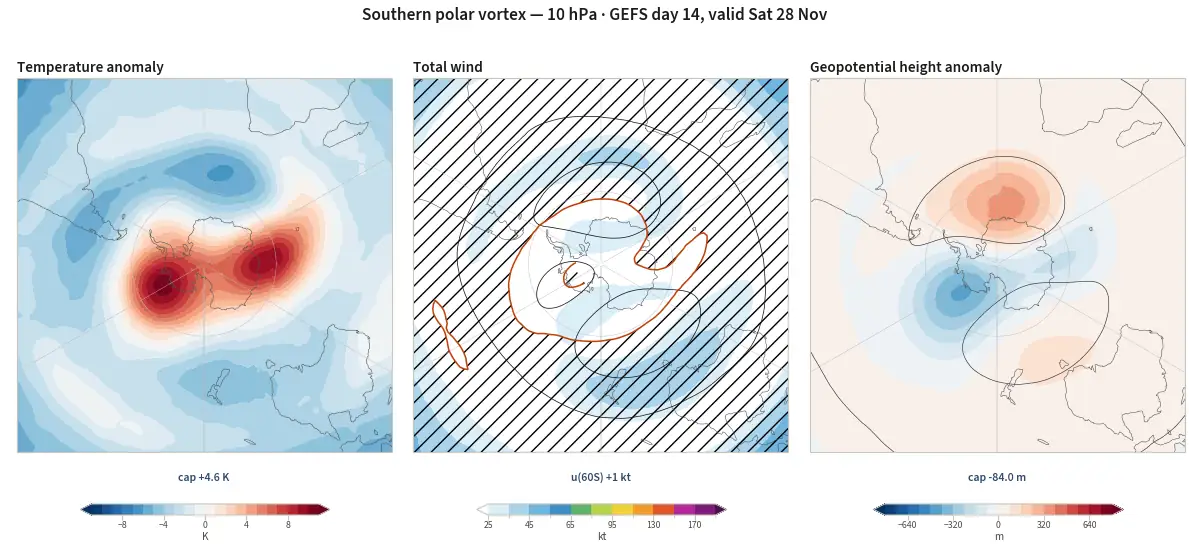 Southern polar vortex — 10 hPa · GEFS day 14, valid Sat 28 Nov
Temperature anomaly
Total wind
Geopotential height anomaly
cap +4.6 K
u(60S) +1 kt
cap -84.0 m
−8 −4 0 4 8
K
25 45 65 95 130 170
kt
−640 −320 0 320 640
m